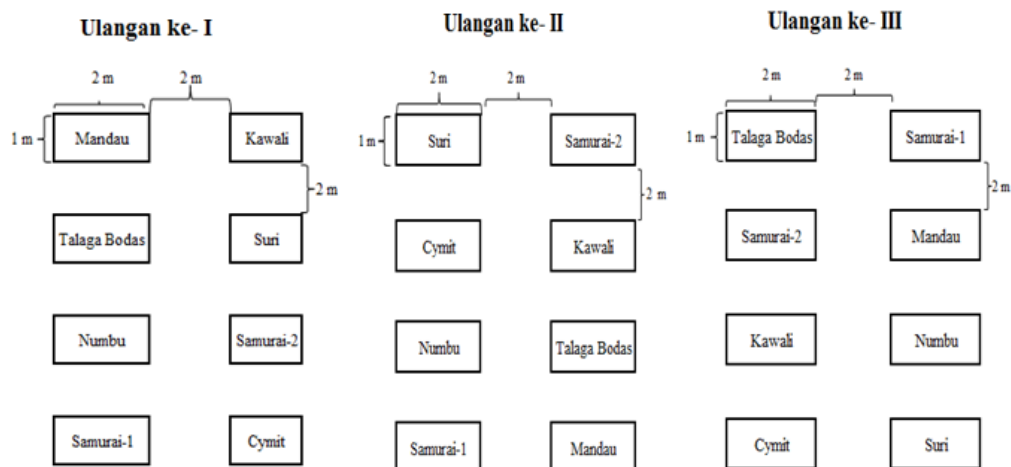 Ulangan ke- I
2 m 2 m
1 m Mandau Kawali
2 m
Talaga Bodas Suri
Numbu Samurai-2
Samurai-1 Cymit
Ulangan ke- II
2 m 2 m
1 m Suri Samurai-2
2 m
Cymit Kawali
Numbu Talaga Bodas
Samurai-1 Mandau
Ulangan ke- III
2 m 2 m
1 m Talaga Bodas Samurai-1
2 m
Samurai-2 Mandau
Kawali Numbu
Cymit Suri